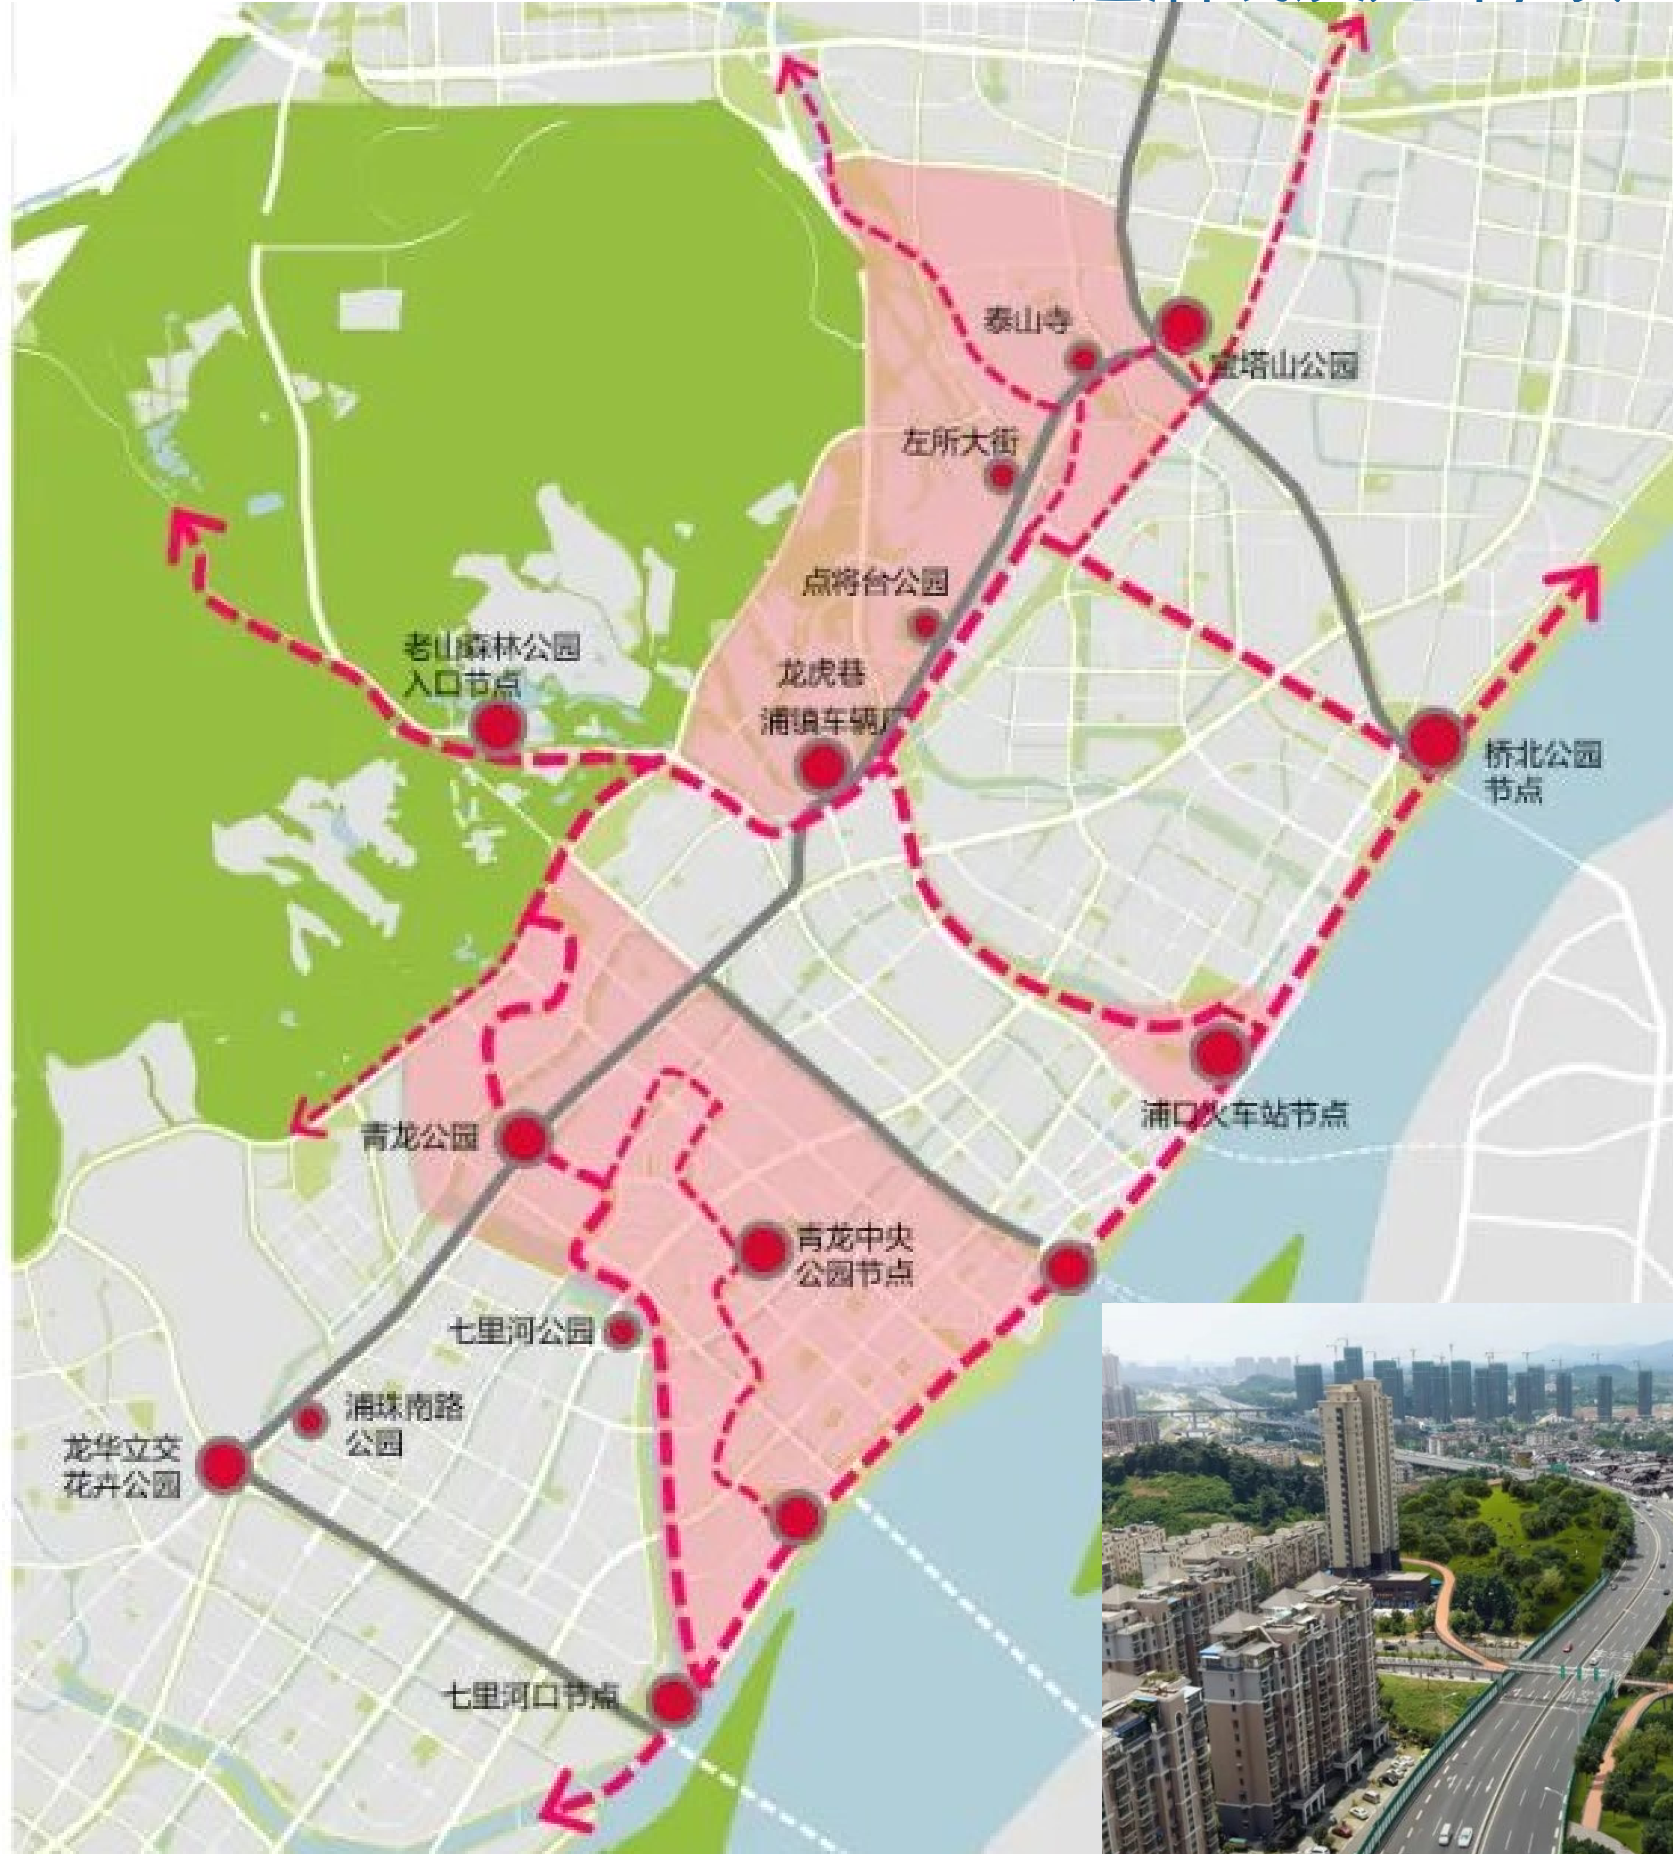 泰山寺
宝塔山公园
左所大街
点将台公园
老山森林公园
入口节点
龙虎巷
浦镇车辆厂
桥北公园
节点
浦口火车站节点
青龙公园
青龙中央
公园节点
七里河公园
浦珠南路
公园
龙华立交
花卉公园
七里河口节点